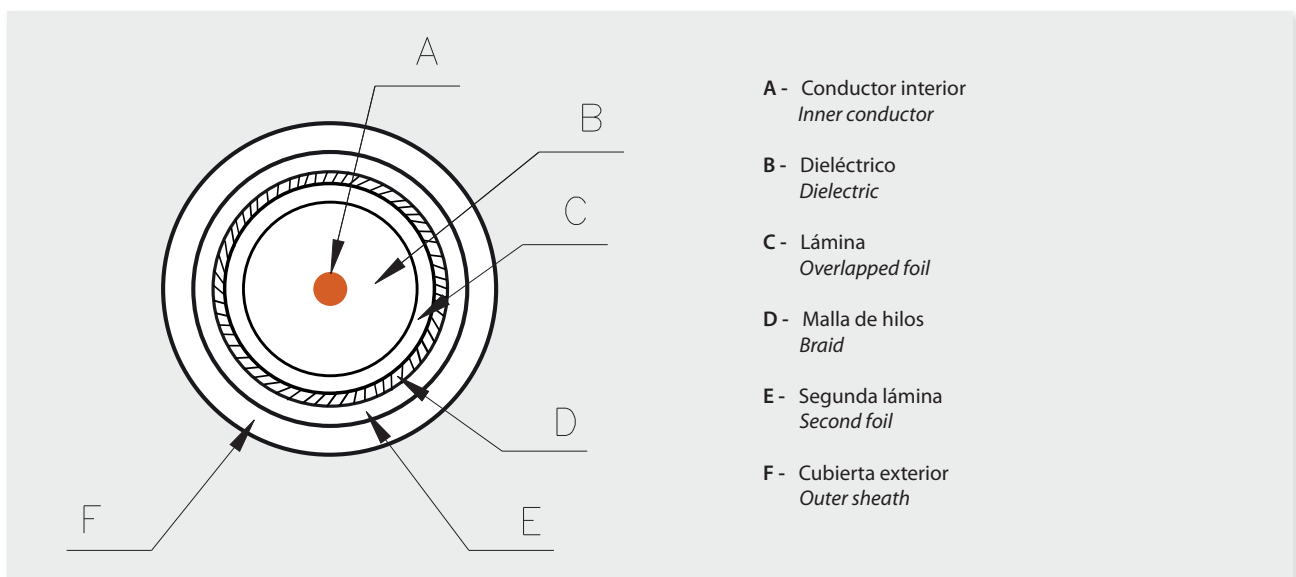 A
B
C
D
E
F
A - Conductor interior
Inner conductor
B - Dieléctrico
Dielectric
C - Lámina
Overlapped foil
D - Malla de hilos
Braid
E - Segunda lámina
Second foil
F - Cubierta exterior
Outer sheath